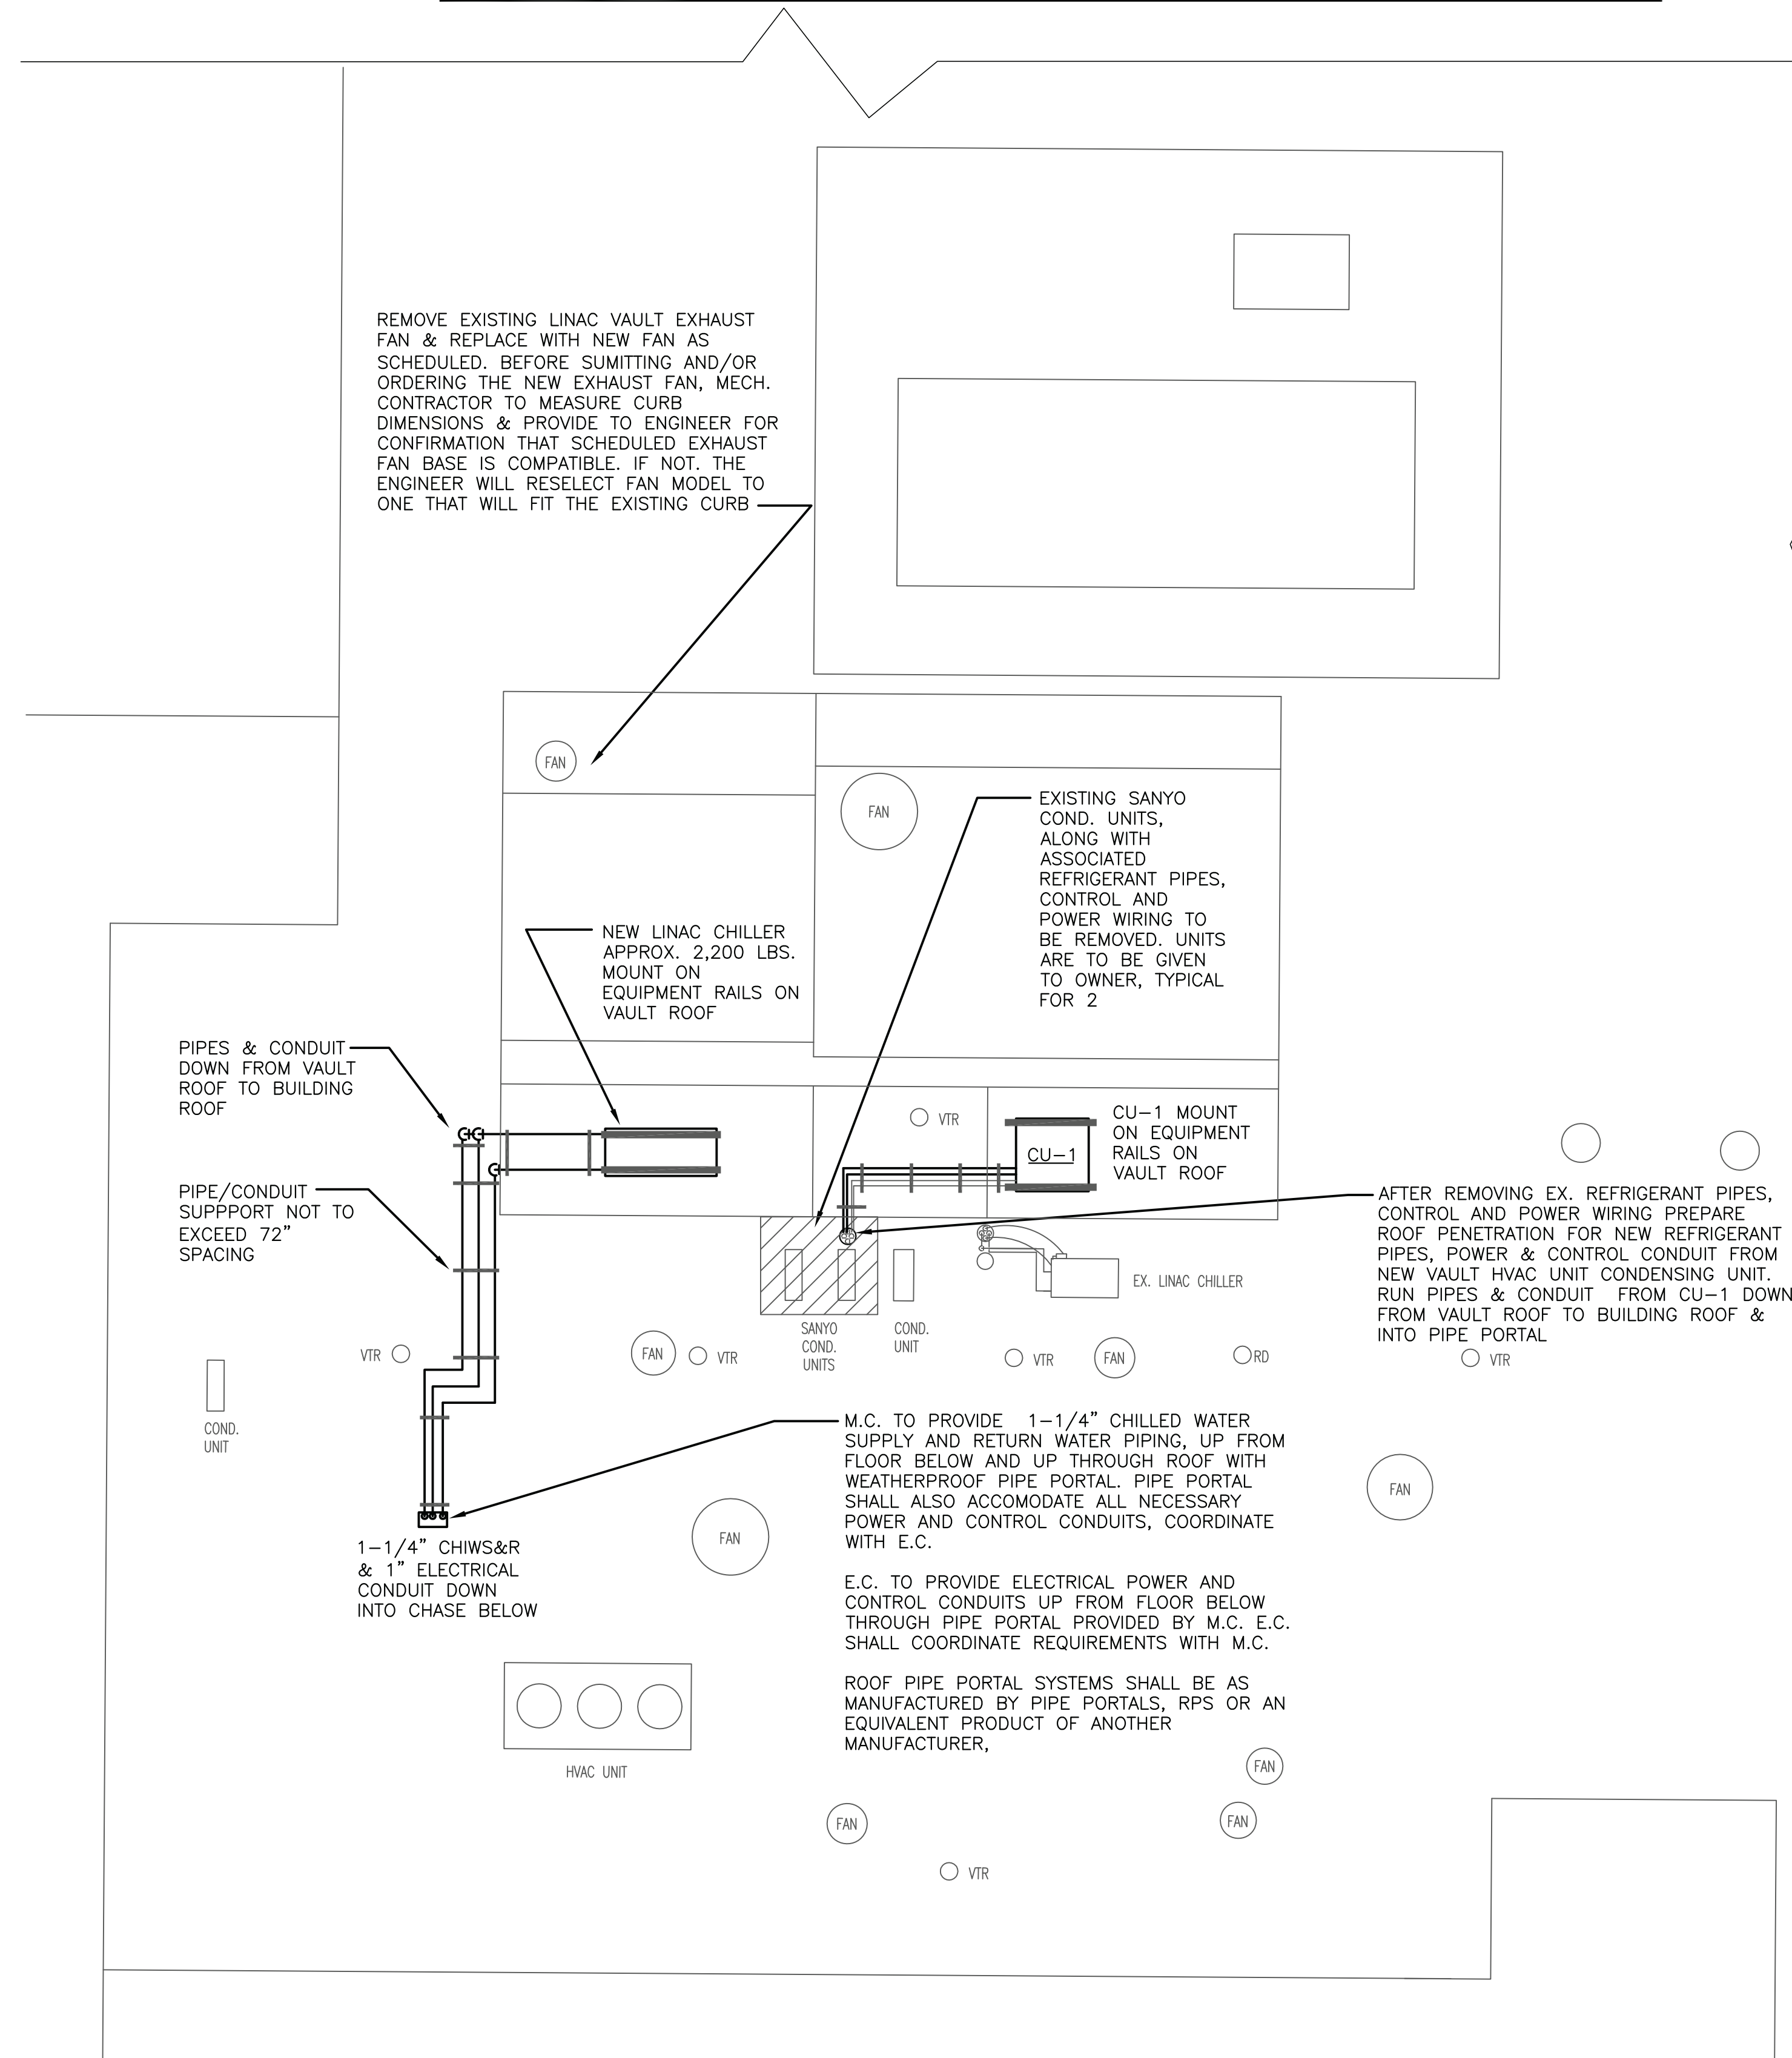 REMOVE EXISTING LINAC VAULT EXHAUST
FAN & REPLACE WITH NEW FAN AS
SCHEDULED. BEFORE SUMITTING AND/OR
ORDERING THE NEW EXHAUST FAN, MECH.
CONTRACTOR TO MEASURE CURB
DIMENSIONS & PROVIDE TO ENGINEER FOR
CONFIRMATION THAT SCHEDULED EXHAUST
FAN BASE IS COMPATIBLE. IF NOT. THE
ENGINEER WILL RESELECT FAN MODEL TO
ONE THAT WILL FIT THE EXISTING CURB
FAN
FAN
EXISTING SANYO
COND. UNITS,
ALONG WITH
ASSOCIATED
REFRIGERANT PIPES,
CONTROL AND
POWER WIRING TO
BE REMOVED. UNITS
ARE TO BE GIVEN
TO OWNER, TYPICAL
FOR 2
NEW LINAC CHILLER
APPROX. 2,200 LBS.
MOUNT ON
EQUIPMENT RAILS ON
VAULT ROOF
PIPES & CONDUIT
DOWN FROM VAULT
ROOF TO BUILDING
ROOF
VTR
CU-1
CU-1 MOUNT
ON EQUIPMENT
RAILS ON
VAULT ROOF
PIPE/CONDUIT
SUPPPORT NOT TO
EXCEED 72"
SPACING
AFTER REMOVING EX. REFRIGERANT PIPES,
CONTROL AND POWER WIRING PREPARE
ROOF PENETRATION FOR NEW REFRIGERANT
PIPES, POWER & CONTROL CONDUIT FROM
NEW VAULT HVAC UNIT CONDENSING UNIT.
RUN PIPES & CONDUIT FROM CU-1 DOWN
FROM VAULT ROOF TO BUILDING ROOF &
INTO PIPE PORTAL
EX. LINAC CHILLER
SANYO
COND.
UNITS
COND.
UNIT
VTR
FAN
VTR
VTR
FAN
RD
VTR
COND.
UNIT
M.C. TO PROVIDE 1-1/4" CHILLED WATER
SUPPLY AND RETURN WATER PIPING, UP FROM
FLOOR BELOW AND UP THROUGH ROOF WITH
WEATHERPROOF PIPE PORTAL. PIPE PORTAL
SHALL ALSO ACCOMODATE ALL NECESSARY
POWER AND CONTROL CONDUITS, COORDINATE
WITH E.C.
E.C. TO PROVIDE ELECTRICAL POWER AND
CONTROL CONDUITS UP FROM FLOOR BELOW
THROUGH PIPE PORTAL PROVIDED BY M.C. E.C.
SHALL COORDINATE REQUIREMENTS WITH M.C.
ROOF PIPE PORTAL SYSTEMS SHALL BE AS
MANUFACTURED BY PIPE PORTALS, RPS OR AN
EQUIVALENT PRODUCT OF ANOTHER
MANUFACTURER,
FAN
FAN
1-1/4" CHIWS&R
& 1" ELECTRICAL
CONDUIT DOWN
INTO CHASE BELOW
HVAC UNIT
FAN
FAN
FAN
VTR